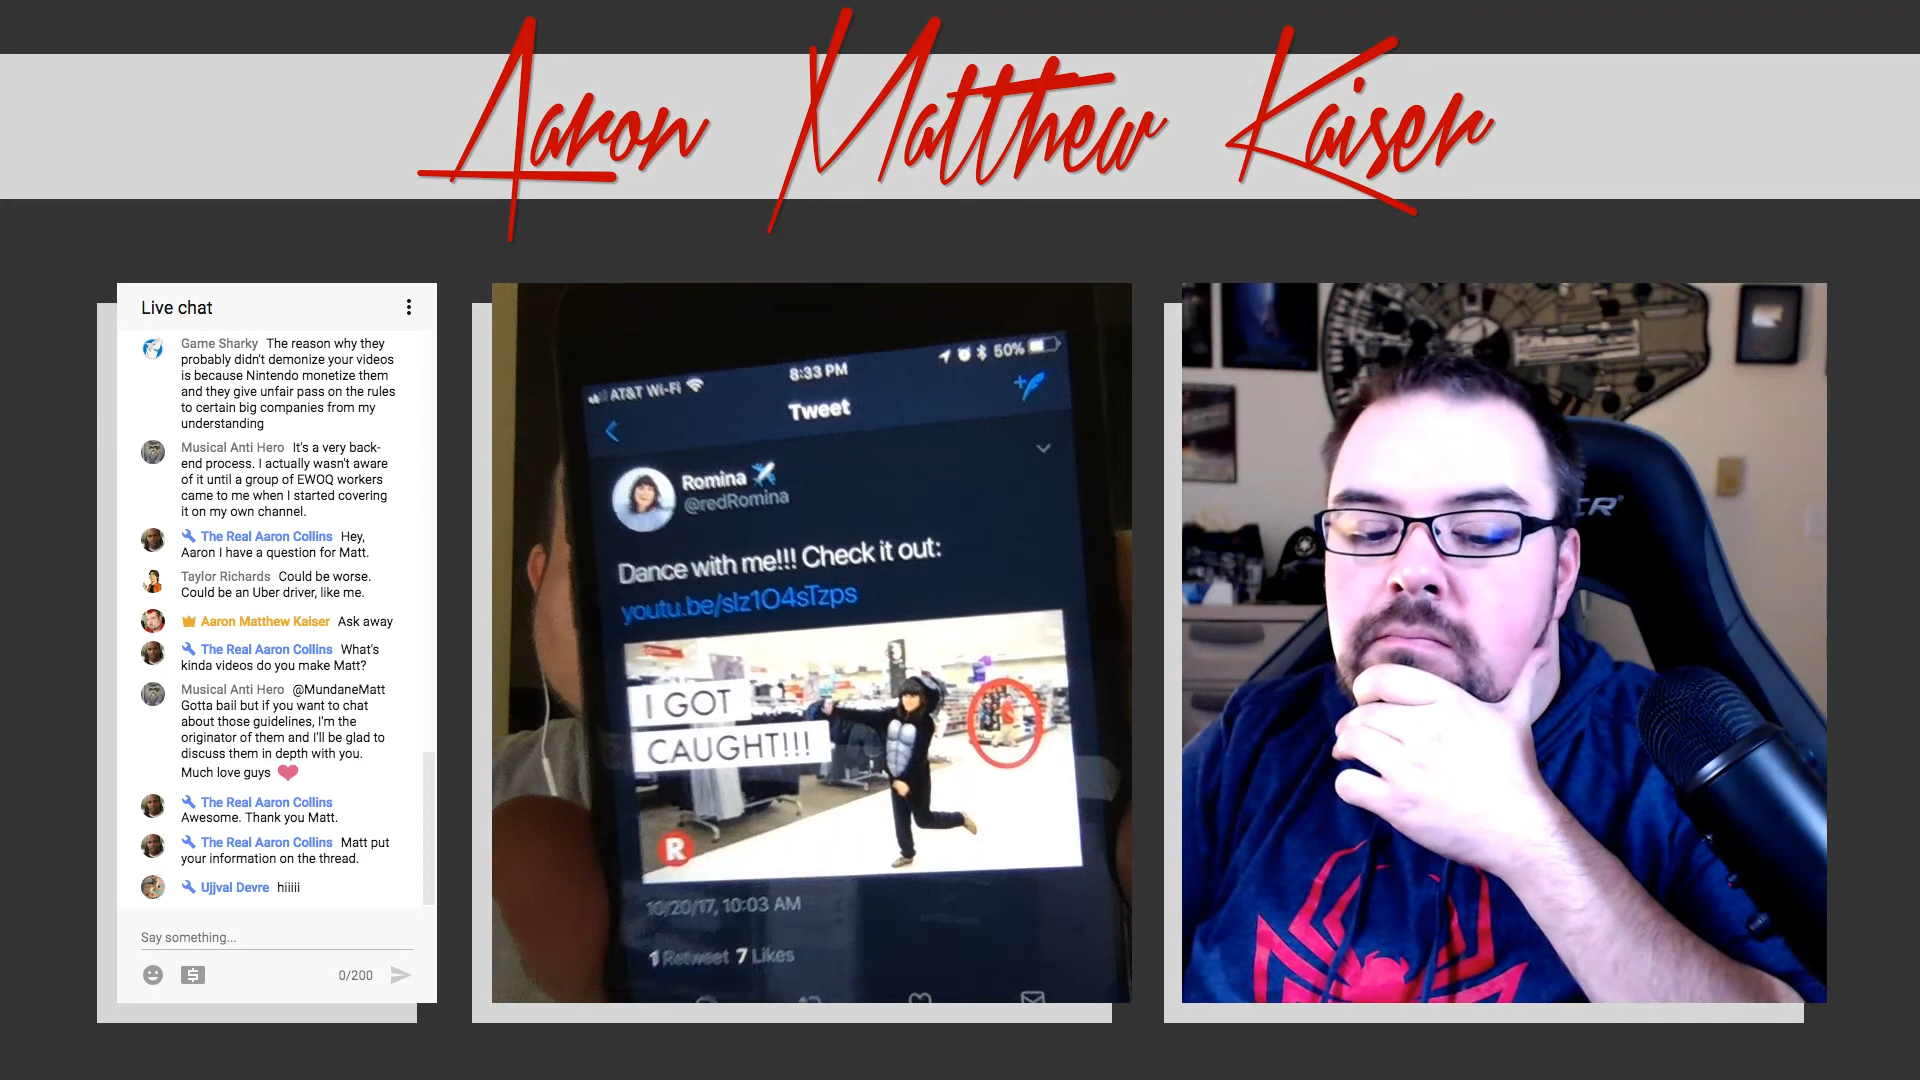 Aaron Matthew Kaiser
Live chat
Game Sharky The reason why they
probably didn't demonize your videos
is because Nintendo monetize them
and they give unfair pass on the rules
to certain big companies from my
understanding
Musical Anti Hero It's a very back-
end process. I actually wasn't aware
of it until a group of EWOQ workers
came to me when I started covering
it on my own channel.
The Real Aaron Collins Hey,
Aaron I have a question for Matt.
Taylor Richards Could be worse.
Could be an Uber driver, like me.
Aaron Matthew Kaiser Ask away
The Real Aaron Collins What's
kinda videos do you make Matt?
Musical Anti Hero @MundaneMatt
Gotta bail but if you want to chat
about those guidelines, I'm the
originator of them and I'll be glad to
discuss them in depth with you.
Much love guys
The Real Aaron Collins
Awesome. Thank you Matt.
The Real Aaron Collins Matt put
your information on the thread.
Ujjval Devre hiiiii
Say something...
0/200
AT&T Wi-Fi 8:33 PM 50%
Tweet
Romina
@redRomina
Dance with me!!! Check it out:
youtu.be/slz1O4sTzps
I GOT
CAUGHT!!!
R
10/20/17, 10:03 AM
1 Retweet 7 Likes